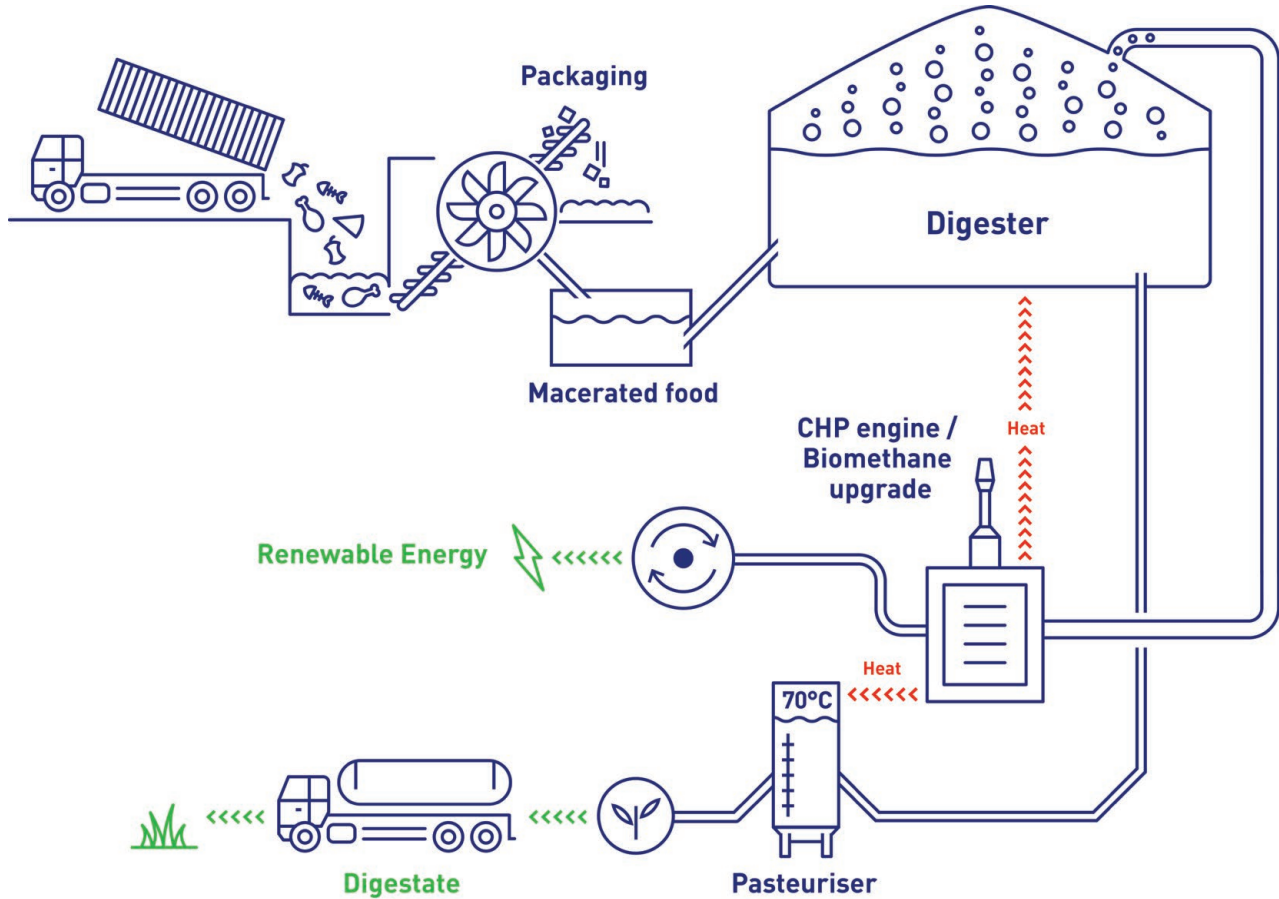 Packaging
Digester
Macerated food
CHP engine /
Biomethane
upgrade
Heat
Renewable Energy
Heat
70°C
Digestate
Pasteuriser